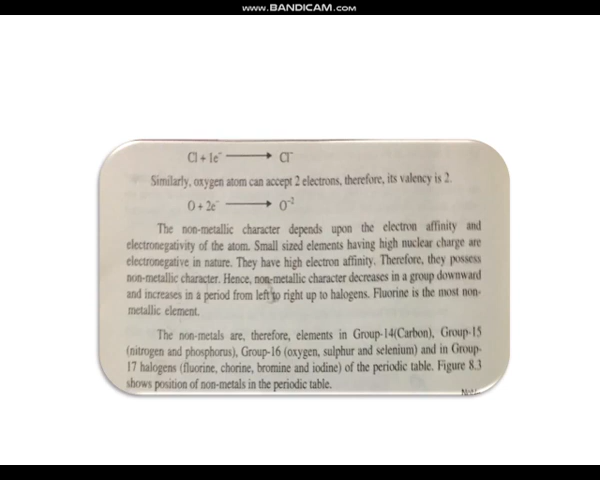 WWW.BANDICAM.COM
Cl + 1e⁻ ⟶ Cl⁻
Similarly, oxygen atom can accept 2 electrons, therefore, its valency is 2.
O + 2e⁻ ⟶ O⁻²
The non-metallic character depends upon the electron affinity and
electronegativity of the atom. Small sized elements having high nuclear charge are
electronegative in nature. They have high electron affinity. Therefore, they possess
non-metallic character. Hence, non-metallic character decreases in a group downward
and increases in a period from left to right up to halogens. Fluorine is the most non-
metallic element.
The non-metals are, therefore, elements in Group-14(Carbon), Group-15
(nitrogen and phosphorus), Group-16 (oxygen, sulphur and selenium) and in Group-
17 halogens (fluorine, chorine, bromine and iodine) of the periodic table. Figure 8.3
shows position of non-metals in the periodic table.